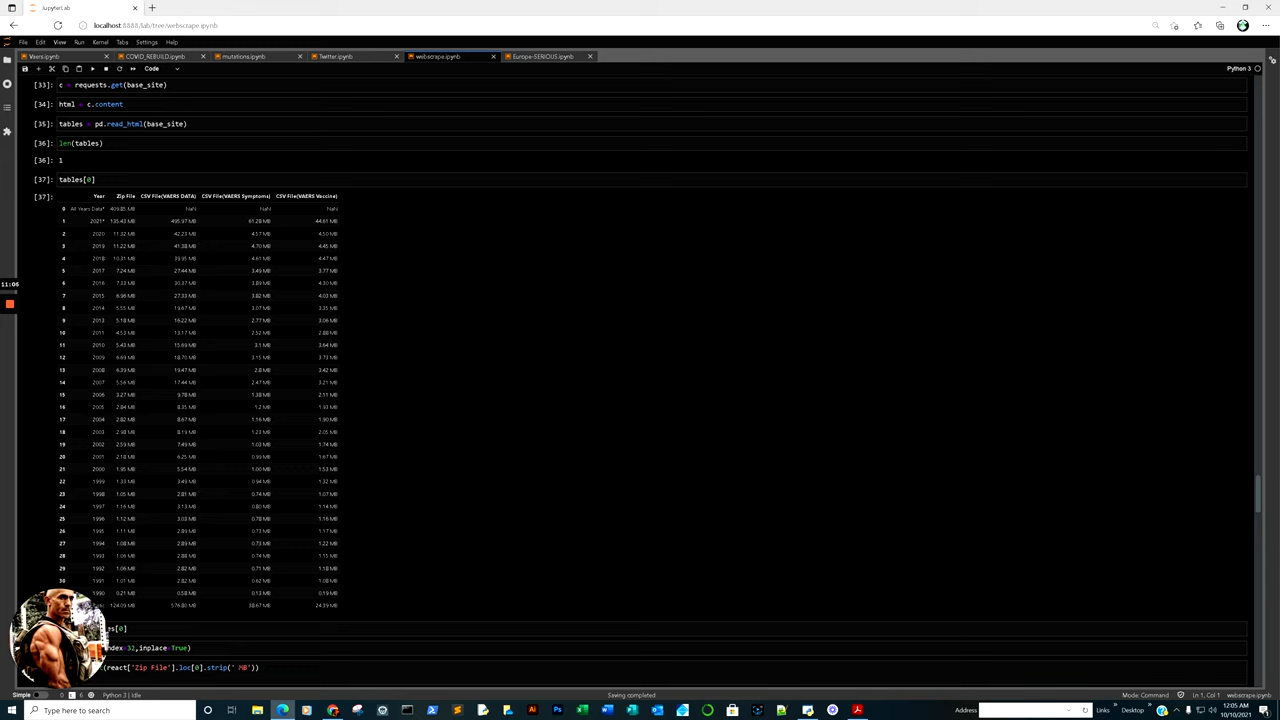 JupyterLab
localhost:8888/lab/tree/webscrape.ipynb
File Edit View Run Kernel Tabs Settings Help
Vaers.ipynb COVID_REBUILD.ipynb mutations.ipynb Twitter.ipynb webscrape.ipynb Europe-SERIOUS.ipynb
Code Python 3
[33]: c = requests.get(base_site)
[34]: html = c.content
[35]: tables = pd.read_html(base_site)
[36]: len(tables)
[36]: 1
[37]: tables[0]
[37]: Year Zip File CSV File(VAERS DATA) CSV File(VAERS Symptoms) CSV File(VAERS Vaccine)
0 All Years Data* 409.85 MB NaN NaN NaN
1 2021* 135.43 MB 495.97 MB 61.28 MB 44.61 MB
2 2020 11.32 MB 42.23 MB 4.57 MB 4.50 MB
3 2019 11.22 MB 41.38 MB 4.70 MB 4.45 MB
4 2018 10.31 MB 39.95 MB 4.61 MB 4.47 MB
5 2017 7.24 MB 27.44 MB 3.49 MB 3.77 MB
6 2016 7.33 MB 30.37 MB 3.89 MB 4.30 MB
7 2015 6.96 MB 27.33 MB 3.82 MB 4.03 MB
8 2014 5.55 MB 19.67 MB 3.07 MB 3.35 MB
9 2013 5.18 MB 16.22 MB 2.77 MB 3.06 MB
10 2011 4.53 MB 13.17 MB 2.52 MB 2.88 MB
11 2010 5.43 MB 15.69 MB 3.1 MB 3.64 MB
12 2009 6.69 MB 18.70 MB 3.15 MB 3.73 MB
13 2008 6.39 MB 19.47 MB 2.8 MB 3.42 MB
14 2007 5.56 MB 17.44 MB 2.47 MB 3.21 MB
15 2006 3.27 MB 9.78 MB 1.38 MB 2.11 MB
16 2005 2.84 MB 8.35 MB 1.2 MB 1.93 MB
17 2004 2.82 MB 8.67 MB 1.16 MB 1.90 MB
18 2003 2.98 MB 8.19 MB 1.23 MB 2.05 MB
19 2002 2.59 MB 7.49 MB 1.03 MB 1.74 MB
20 2001 2.18 MB 6.25 MB 0.99 MB 1.67 MB
21 2000 1.95 MB 5.54 MB 1.00 MB 1.53 MB
22 1999 1.33 MB 3.49 MB 0.94 MB 1.32 MB
23 1998 1.05 MB 2.81 MB 0.74 MB 1.07 MB
24 1997 1.16 MB 3.13 MB 0.80 MB 1.14 MB
25 1996 1.12 MB 3.03 MB 0.78 MB 1.16 MB
26 1995 1.11 MB 2.89 MB 0.73 MB 1.17 MB
27 1994 1.08 MB 2.89 MB 0.73 MB 1.22 MB
28 1993 1.06 MB 2.88 MB 0.74 MB 1.15 MB
29 1992 1.06 MB 2.82 MB 0.71 MB 1.18 MB
30 1991 1.01 MB 2.82 MB 0.62 MB 1.08 MB
1990 0.21 MB 0.58 MB 0.13 MB 0.19 MB
124.09 MB 576.80 MB 38.67 MB 24.39 MB
11:06
es[0]
ndex=32,inplace=True)
(react['Zip File'].loc[0].strip(' MB'))
Simple 0 6 Python 3 | Idle Saving completed Mode: Command Ln 1, Col 1 webscrape.ipynb
Type here to search Address Links Desktop 12:05 AM
10/10/2021